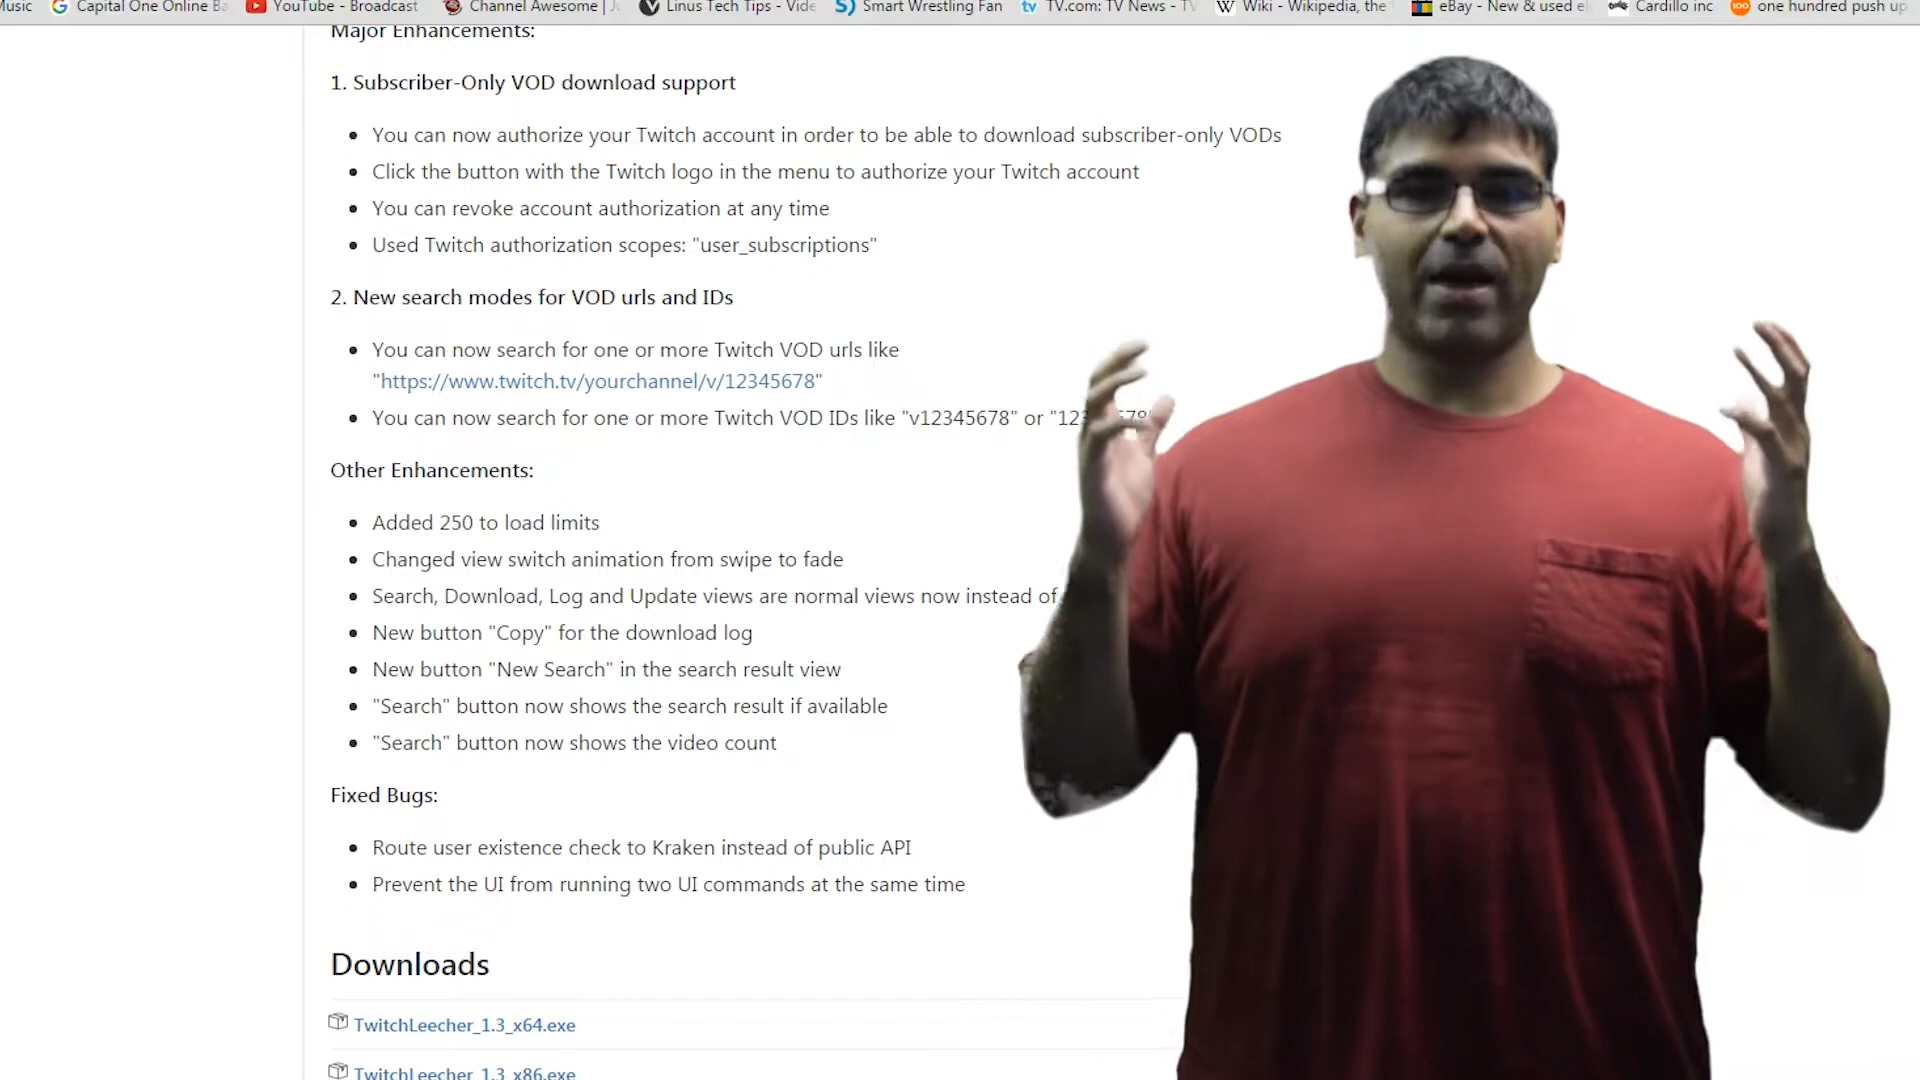 Music Capital One Online Ba YouTube - Broadcast Channel Awesome | Linus Tech Tips - Vide Smart Wrestling Fan tv TV.com: TV News - TV W Wiki - Wikipedia, the eBay - New & used el Cardillo inc 100 one hundred push up
Major Enhancements:
1. Subscriber-Only VOD download support
• You can now authorize your Twitch account in order to be able to download subscriber-only VODs
• Click the button with the Twitch logo in the menu to authorize your Twitch account
• You can revoke account authorization at any time
• Used Twitch authorization scopes: "user_subscriptions"
2. New search modes for VOD urls and IDs
• You can now search for one or more Twitch VOD urls like
"https://www.twitch.tv/yourchannel/v/12345678"
• You can now search for one or more Twitch VOD IDs like "v12345678" or
Other Enhancements:
• Added 250 to load limits
• Changed view switch animation from swipe to fade
• Search, Download, Log and Update views are normal views now instead of
• New button "Copy" for the download log
• New button "New Search" in the search result view
• "Search" button now shows the search result if available
• "Search" button now shows the video count
Fixed Bugs:
• Route user existence check to Kraken instead of public API
• Prevent the UI from running two UI commands at the same time
Downloads
TwitchLeecher_1.3_x64.exe
TwitchLeecher_1.3_x86.exe